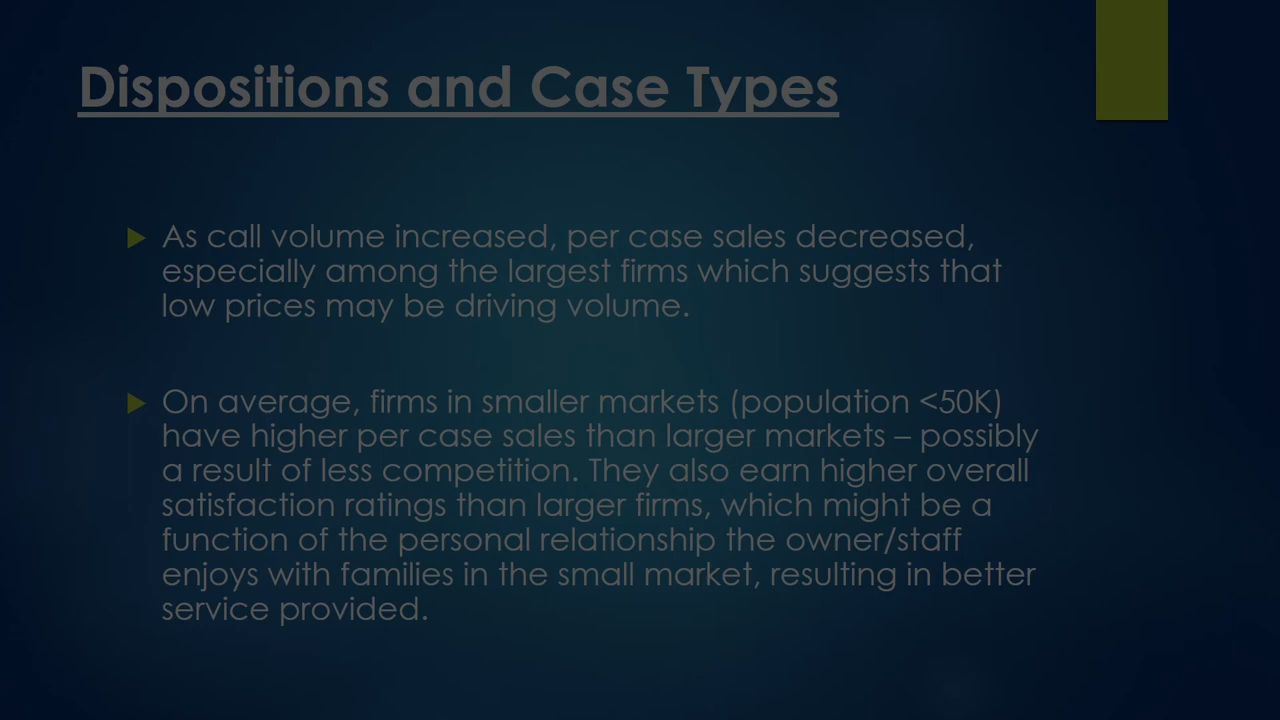 Dispositions and Case Types
As call volume increased, per case sales decreased,
especially among the largest firms which suggests that
low prices may be driving volume.
On average, firms in smaller markets (population <50K)
have higher per case sales than larger markets – possibly
a result of less competition. They also earn higher overall
satisfaction ratings than larger firms, which might be a
function of the personal relationship the owner/staff
enjoys with families in the small market, resulting in better
service provided.